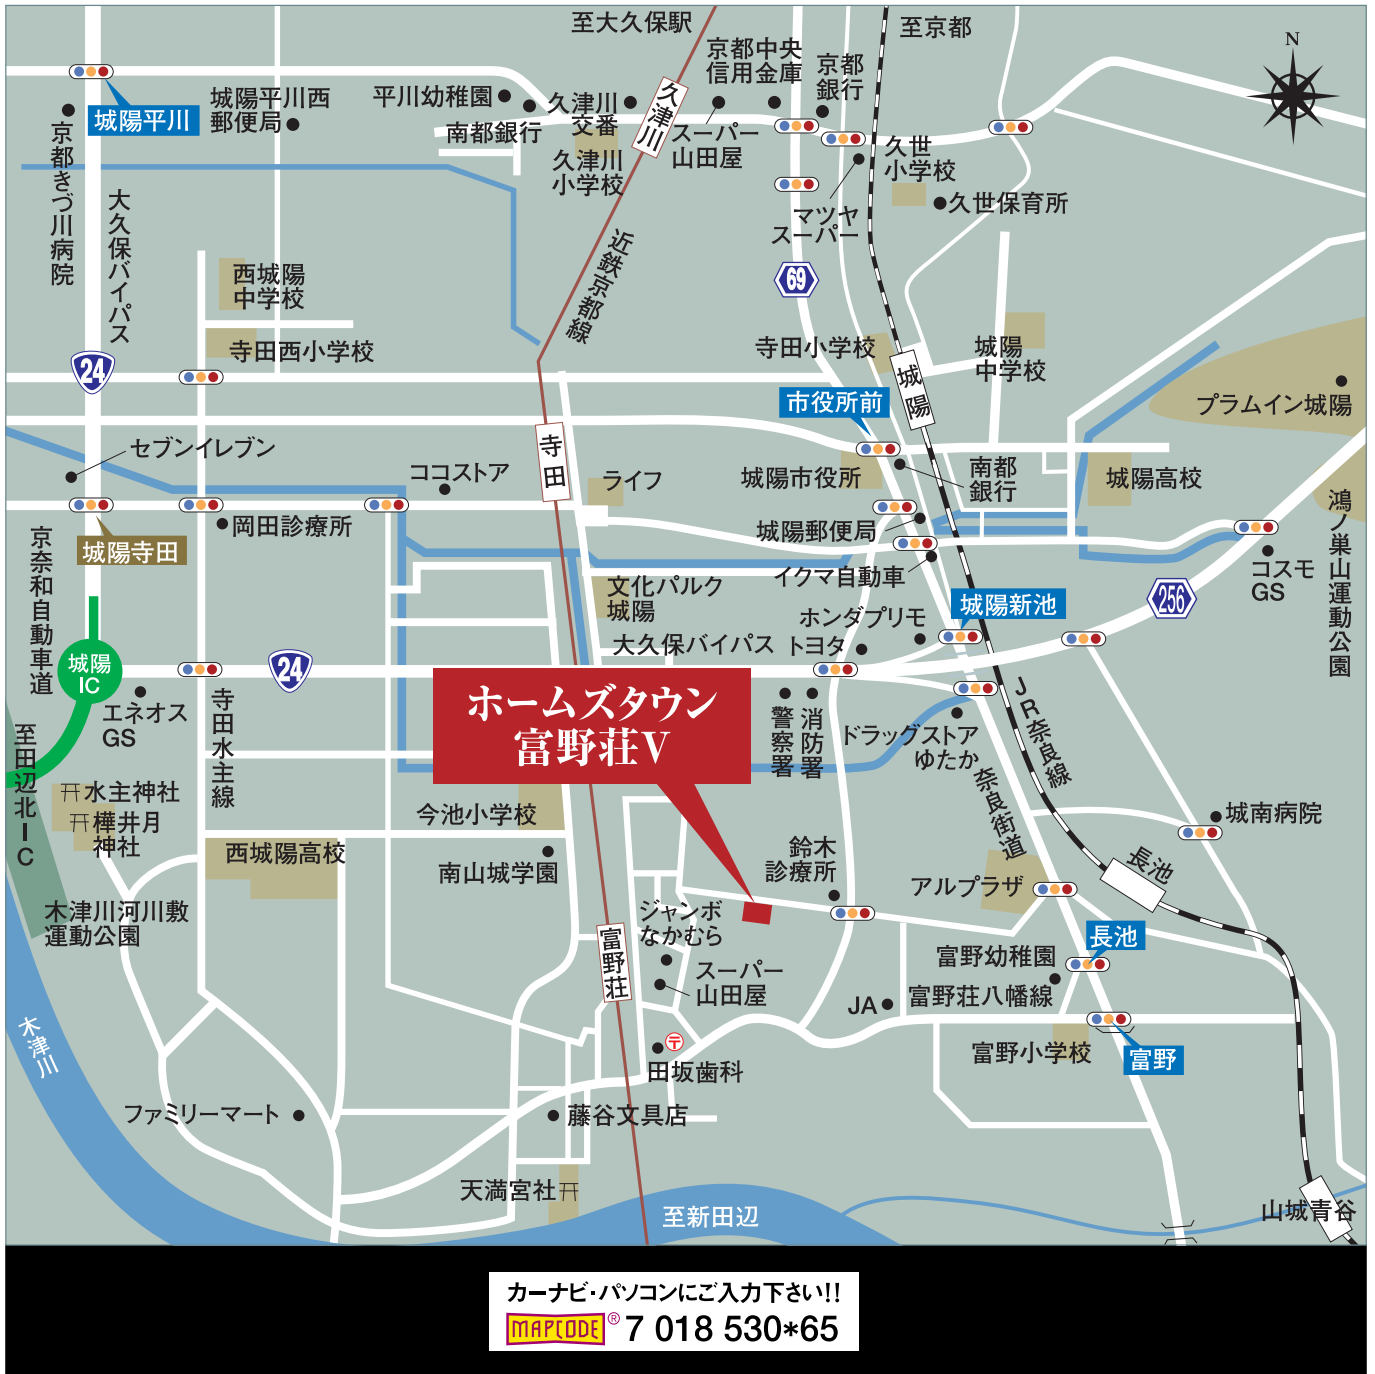 至大久保駅
至京都
N
京都中央
信用金庫
京都
銀行
城陽平川
城陽平川西
郵便局
平川幼稚園
南都銀行
久津川
交番
久津川
小学校
久津川
スーパー
山田屋
久世
小学校
久世保育所
マツヤ
スーパー
京都きづ川病院
大久保バイパス
近鉄京都線
西城陽
中学校
寺田西小学校
69
24
寺田小学校
城陽
城陽
中学校
市役所前
プラムイン城陽
セブンイレブン
ココストア
寺田
ライフ
城陽市役所
南都
銀行
城陽高校
岡田診療所
城陽寺田
城陽郵便局
イクマ自動車
コスモ
GS
鴻ノ巣山運動公園
京奈和自動車道
文化パルク
城陽
城陽新池
256
ホンダプリモ
大久保バイパス
トヨタ
城陽
IC
24
エネオス
GS
寺田水主線
ホームズタウン
富野荘V
警察署
消防署
ドラッグストア
ゆたか
JR奈良線
奈良街道
至田辺北IC
水主神社
樺井月
神社
今池小学校
西城陽高校
南山城学園
鈴木
診療所
城南病院
長池
アルプラザ
木津川河川敷
運動公園
ジャンボ
なかむら
富野荘
スーパー
山田屋
長池
富野幼稚園
富野荘八幡線
JA
木津川
〒
田坂歯科
富野小学校
富野
ファミリーマート
藤谷文具店
天満宮社
至新田辺
山城青谷
カーナビ・パソコンにご入力下さい!!
MAPCODE® 7 018 530*65